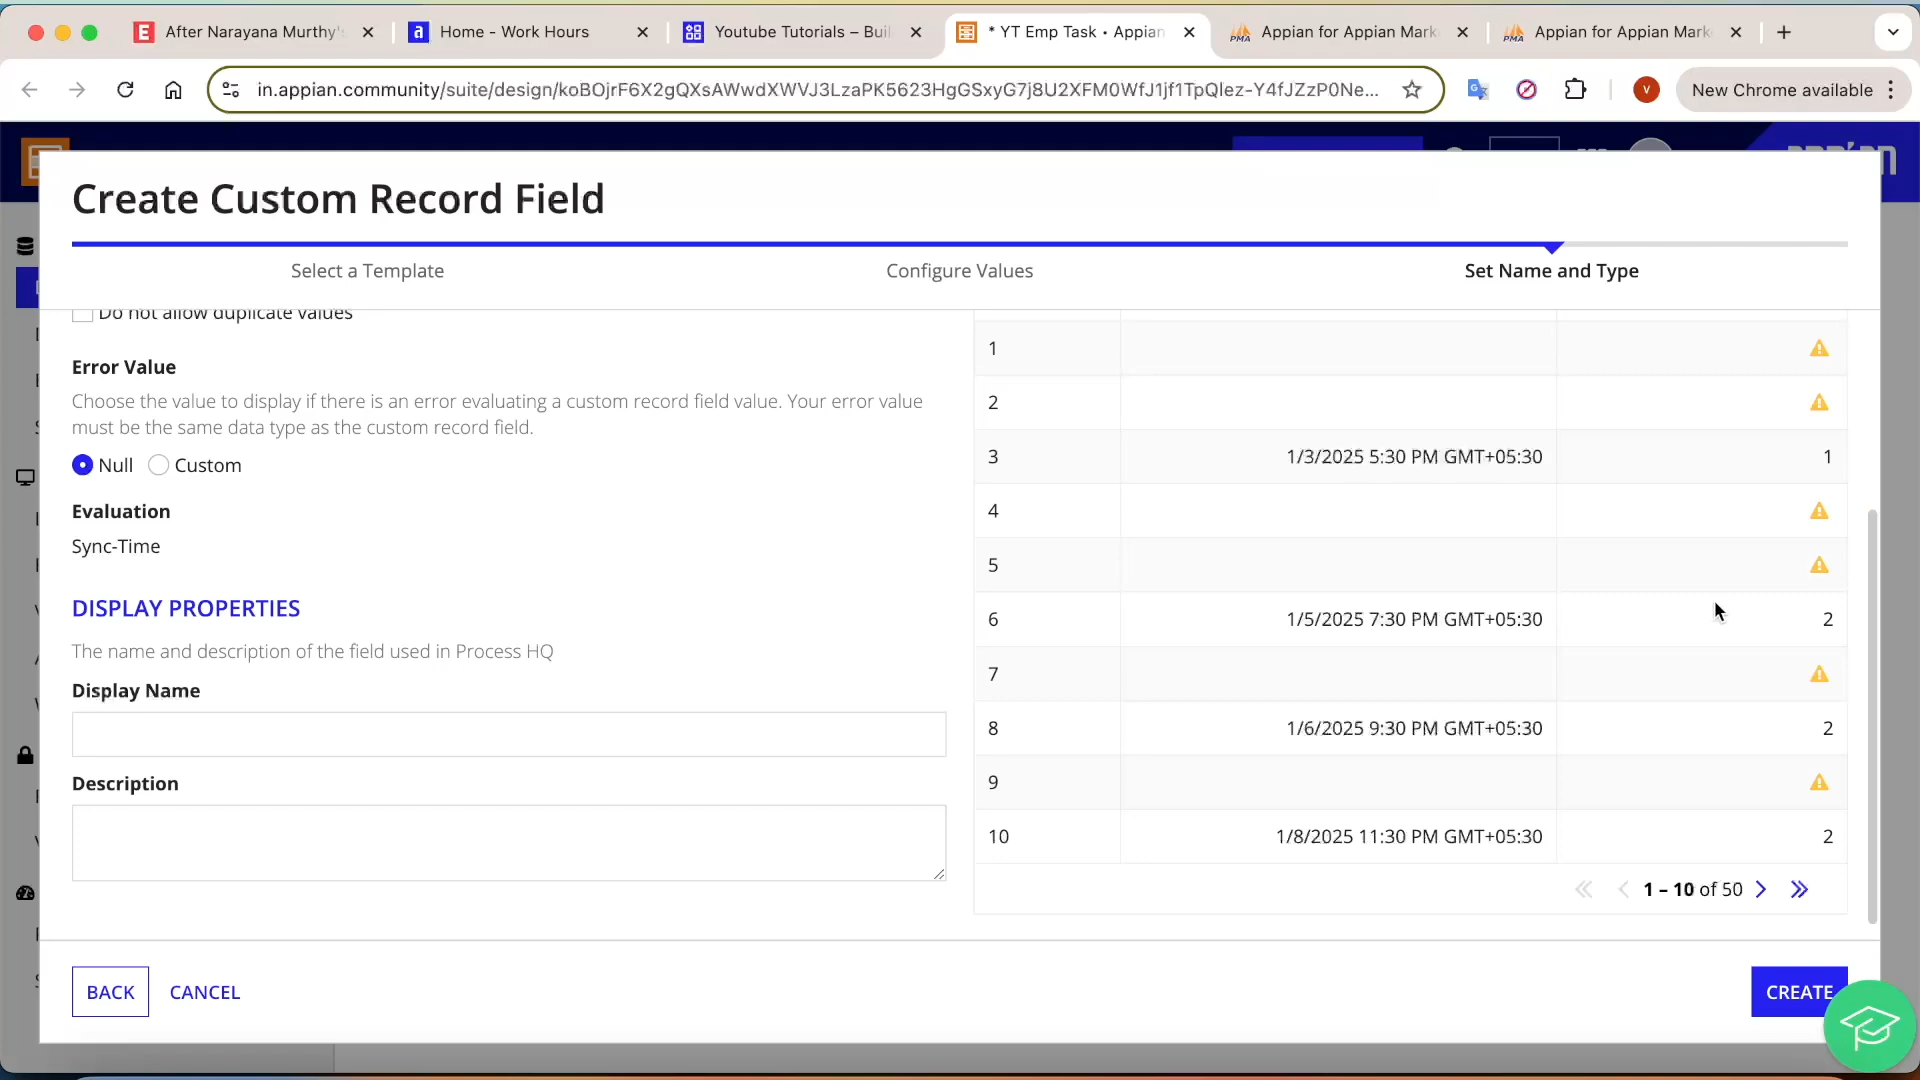 After Narayana Murthy's
Home - Work Hours
Youtube Tutorials – Buil
* YT Emp Task • Appian
Appian for Appian Mark
Appian for Appian Mark
in.appian.community/suite/design/koBOjrF6X2gQXsAWwdXWVJ3LzaPK5623HgGSxyG7j8U2XFM0WfJ1jf1TpQlez-Y4fJZzP0Ne...
V
New Chrome available
Create Custom Record Field
Select a Template
Configure Values
Set Name and Type
Do not allow duplicate values
Error Value
Choose the value to display if there is an error evaluating a custom record field value. Your error value
must be the same data type as the custom record field.
Null
Custom
Evaluation
Sync-Time
DISPLAY PROPERTIES
The name and description of the field used in Process HQ
Display Name
Description
1
2
3 1/3/2025 5:30 PM GMT+05:30 1
4
5
6 1/5/2025 7:30 PM GMT+05:30 2
7
8 1/6/2025 9:30 PM GMT+05:30 2
9
10 1/8/2025 11:30 PM GMT+05:30 2
1 – 10 of 50
BACK
CANCEL
CREATE